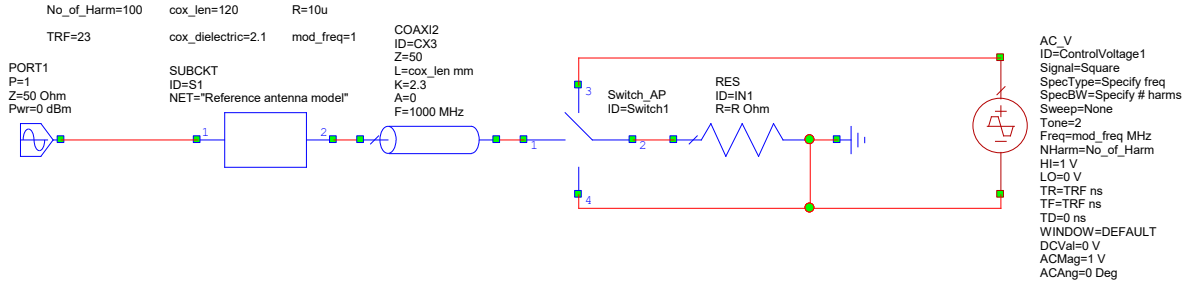 No_of_Harm=100 cox_len=120 R=10u
TRF=23 cox_dielectric=2.1 mod_freq=1
PORT1
P=1
Z=50 Ohm
Pwr=0 dBm
SUBCKT
ID=S1
NET="Reference antenna model"
1
2
COAXI2
ID=CX3
Z=50
L=cox_len mm
K=2.3
A=0
F=1000 MHz
Switch_AP
ID=Switch1
3
1
2
4
RES
ID=IN1
R=R Ohm
AC_V
ID=ControlVoltage1
Signal=Square
SpecType=Specify freq
SpecBW=Specify # harms
Sweep=None
Tone=2
Freq=mod_freq MHz
NHarm=No_of_Harm
HI=1 V
LO=0 V
TR=TRF ns
TF=TRF ns
TD=0 ns
WINDOW=DEFAULT
DCVal=0 V
ACMag=1 V
ACAng=0 Deg